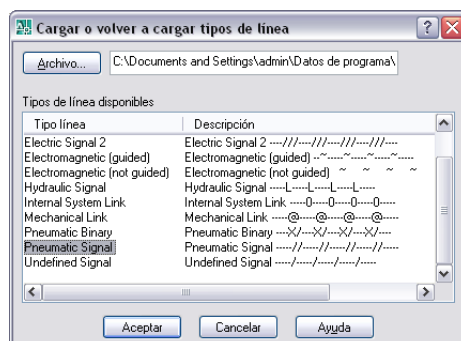 Cargar o volver a cargar tipos de línea
Archivo... C:\Documents and Settings\admin\Datos de programa\
Tipos de línea disponibles
Tipo línea Descripción
Electric Signal 2 Electric Signal 2 ----///----///----///----///----
Electromagnetic (guided) Electromagnetic (guided) --~-----~----~----~-----
Electromagnetic (not guided) Electromagnetic (not guided) ~ ~ ~ ~
Hydraulic Signal Hydraulic Signal ----L-----L----L----L-----
Internal System Link Internal System Link ----0-----0----0----0----
Mechanical Link Mechanical Link ----@-----@----@----@-----
Pneumatic Binary Pneumatic Binary ---X/---X/---X/---X/----
Pneumatic Signal Pneumatic Signal ----//-----//-----//-----//-----
Undefined Signal Undefined Signal ----/-----/----/----/-----
Aceptar Cancelar Ayuda